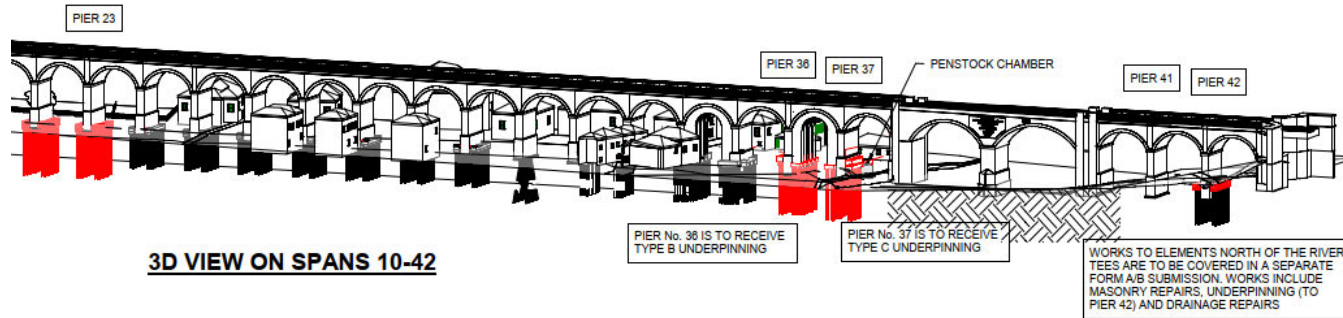 PIER 23
PIER 36
PIER 37
PENSTOCK CHAMBER
PIER 41
PIER 42
PIER No. 36 IS TO RECEIVE
TYPE B UNDERPINNING
PIER No. 37 IS TO RECEIVE
TYPE C UNDERPINNING
3D VIEW ON SPANS 10-42
WORKS TO ELEMENTS NORTH OF THE RIVER
TEES ARE TO BE COVERED IN A SEPARATE
FORM A/B SUBMISSION. WORKS INCLUDE
MASONRY REPAIRS, UNDERPINNING (TO
PIER 42) AND DRAINAGE REPAIRS